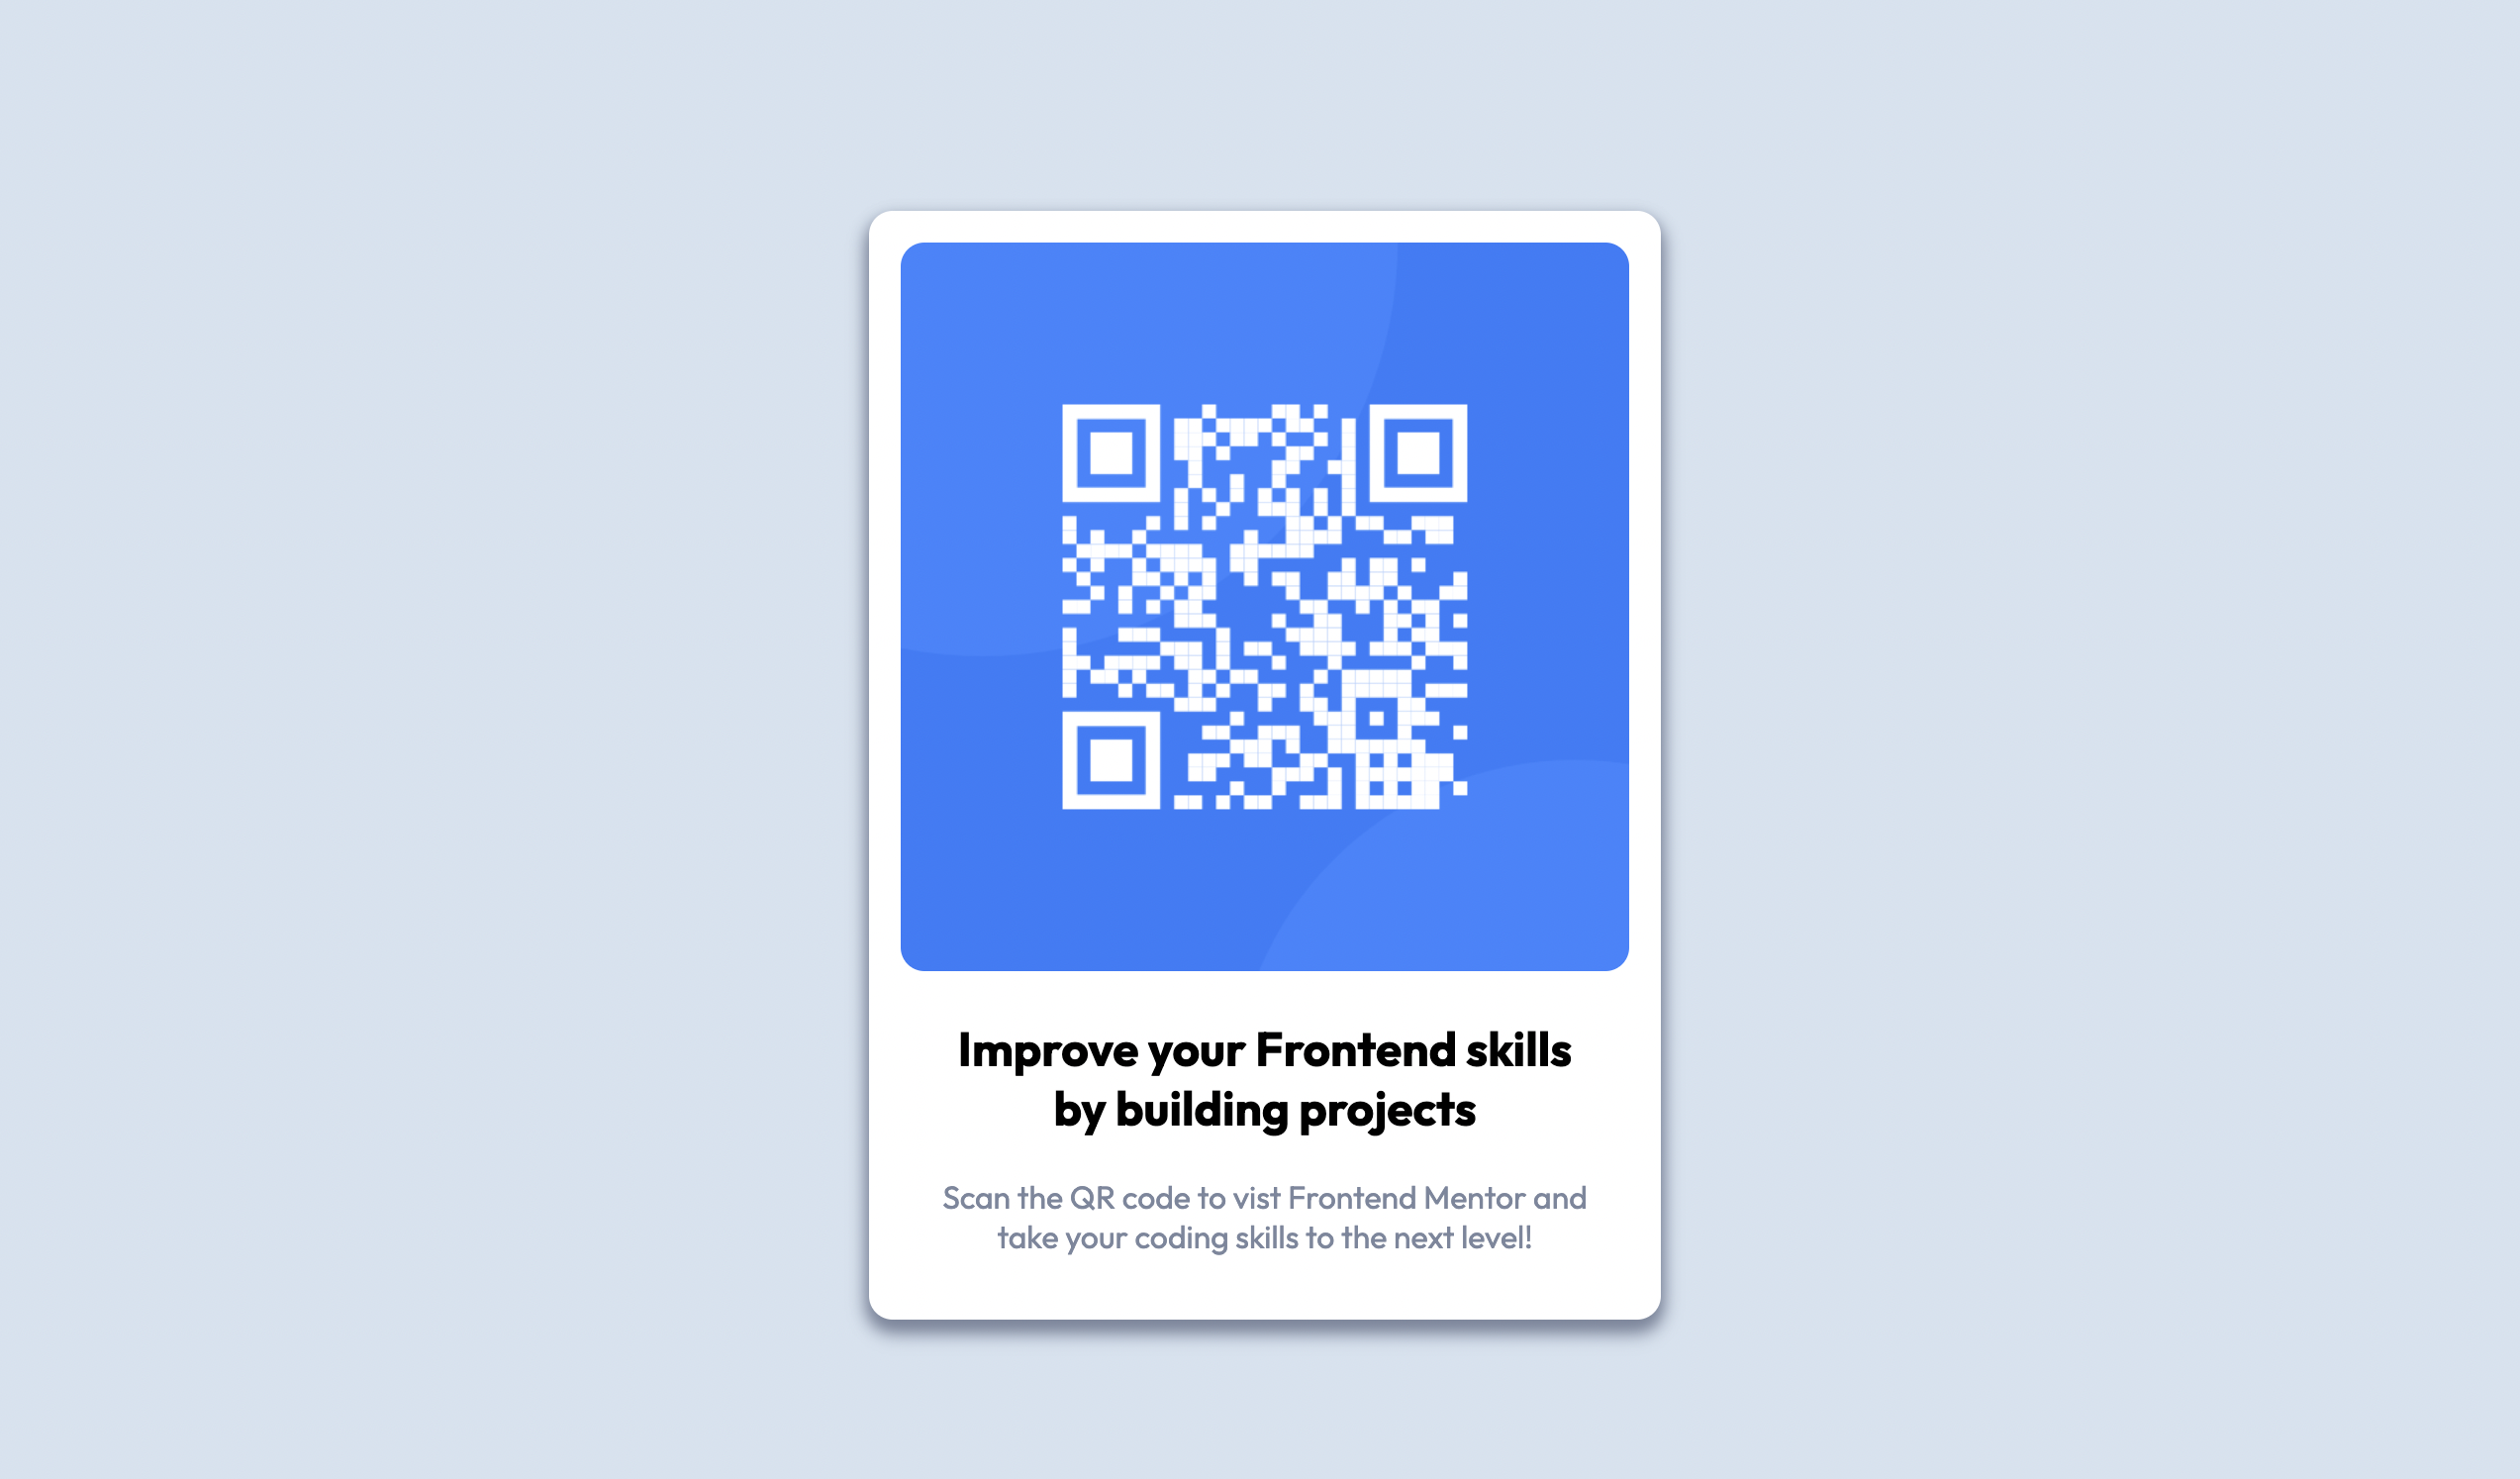 Improve your Frontend skills
by building projects
Scan the QR code to vist Frontend Mentor and
take your coding skills to the next level!